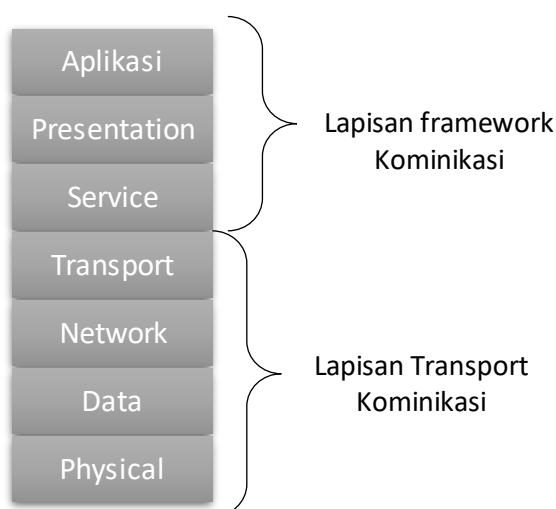 Aplikasi
Presentation
Service
Transport
Network
Data
Physical
Lapisan framework
Kominikasi
Lapisan Transport
Kominikasi